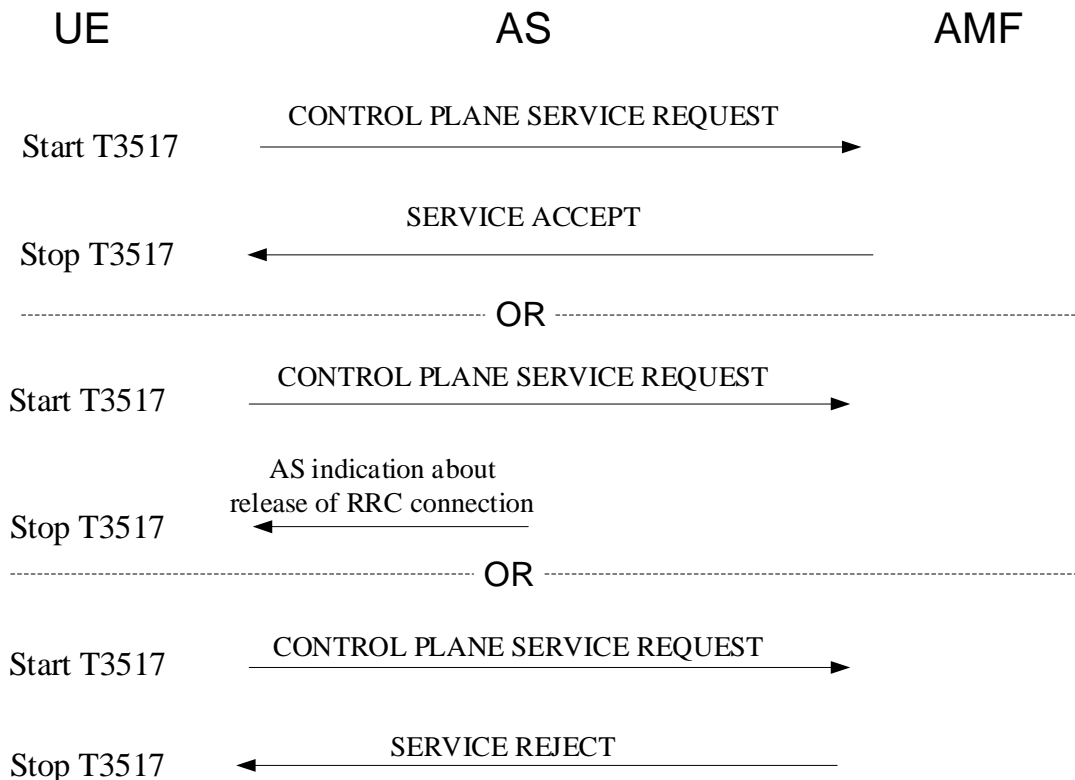 UE AS AMF
CONTROL PLANE SERVICE REQUEST
Start T3517
SERVICE ACCEPT
Stop T3517
OR
CONTROL PLANE SERVICE REQUEST
Start T3517
AS indication about
release of RRC connection
Stop T3517
OR
CONTROL PLANE SERVICE REQUEST
Start T3517
SERVICE REJECT
Stop T3517